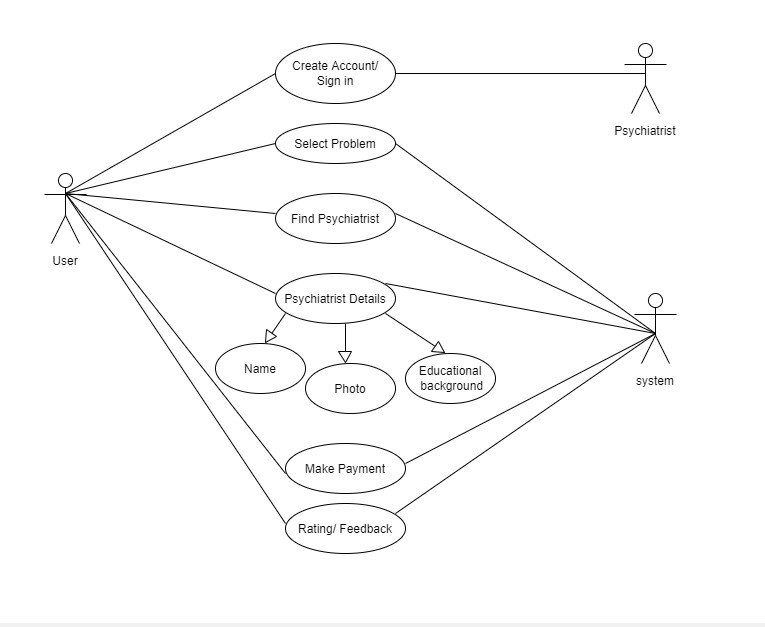 Create Account/
Sign in
Psychiatrist
Select Problem
User
Find Psychiatrist
Psychiatrist Details
Name
Photo
Educational
background
system
Make Payment
Rating/ Feedback